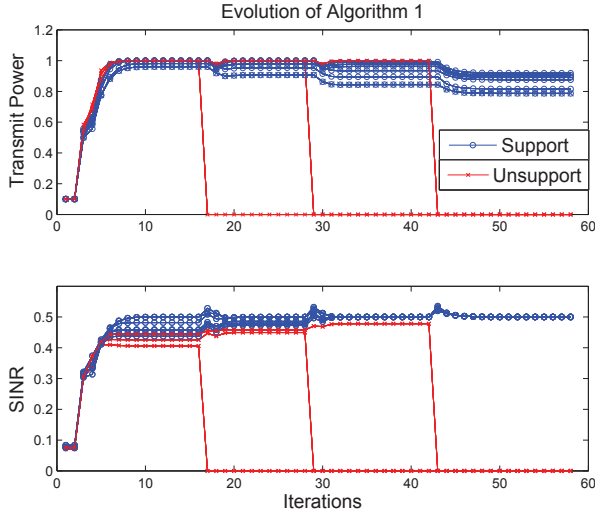 Evolution of Algorithm 1
Transmit Power
1.2
1
0.8
0.6
0.4
0.2
0
0 10 20 30 40 50 60
Support
Unsupport
SINR
0.5
0.4
0.3
0.2
0.1
0
0 10 20 30 40 50 60
Iterations